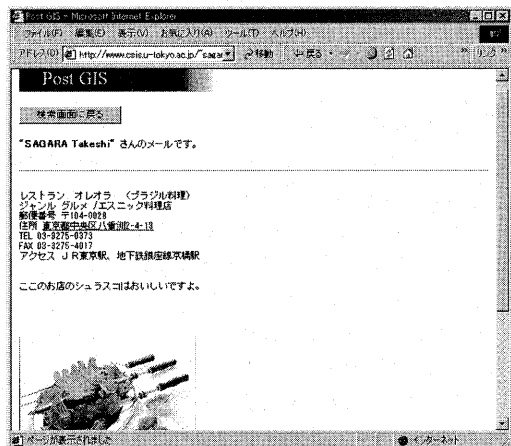 Post GIS - Microsoft Internet Explorer
ファイル(F) 編集(E) 表示(V) お気に入り(A) ツール(T) ヘルプ(H)
アドレス(D) http://www.csis.u-tokyo.ac.jp/~sagar 移動 戻る リンク
Post GIS
検索画面に戻る
"SAGARA Takeshi" さんのメールです。
レストラン オレオラ (ブラジル料理)
ジャンル グルメ /エスニック料理店
郵便番号 〒104-0028
住所 東京都中央区八重洲2-4-13
TEL 03-3275-0373
FAX 03-3275-4017
アクセス JR東京駅、地下鉄銀座線京橋駅
ここのお店のシュラスコはおいしいですよ。
ページが表示されました インターネット